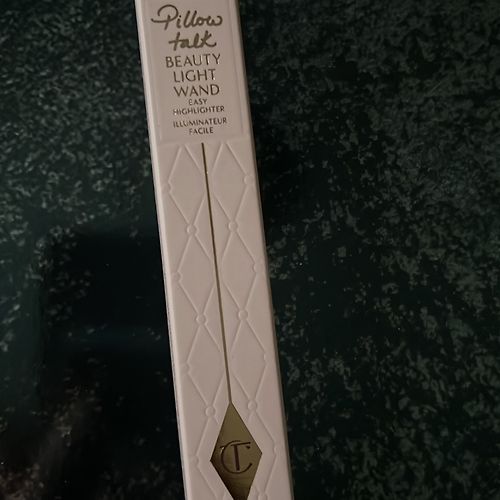 Pillow
talk
BEAUTY
LIGHT
WAND
EASY
HIGHLIGHTER
ILLUMINATEUR
FACILE
CT